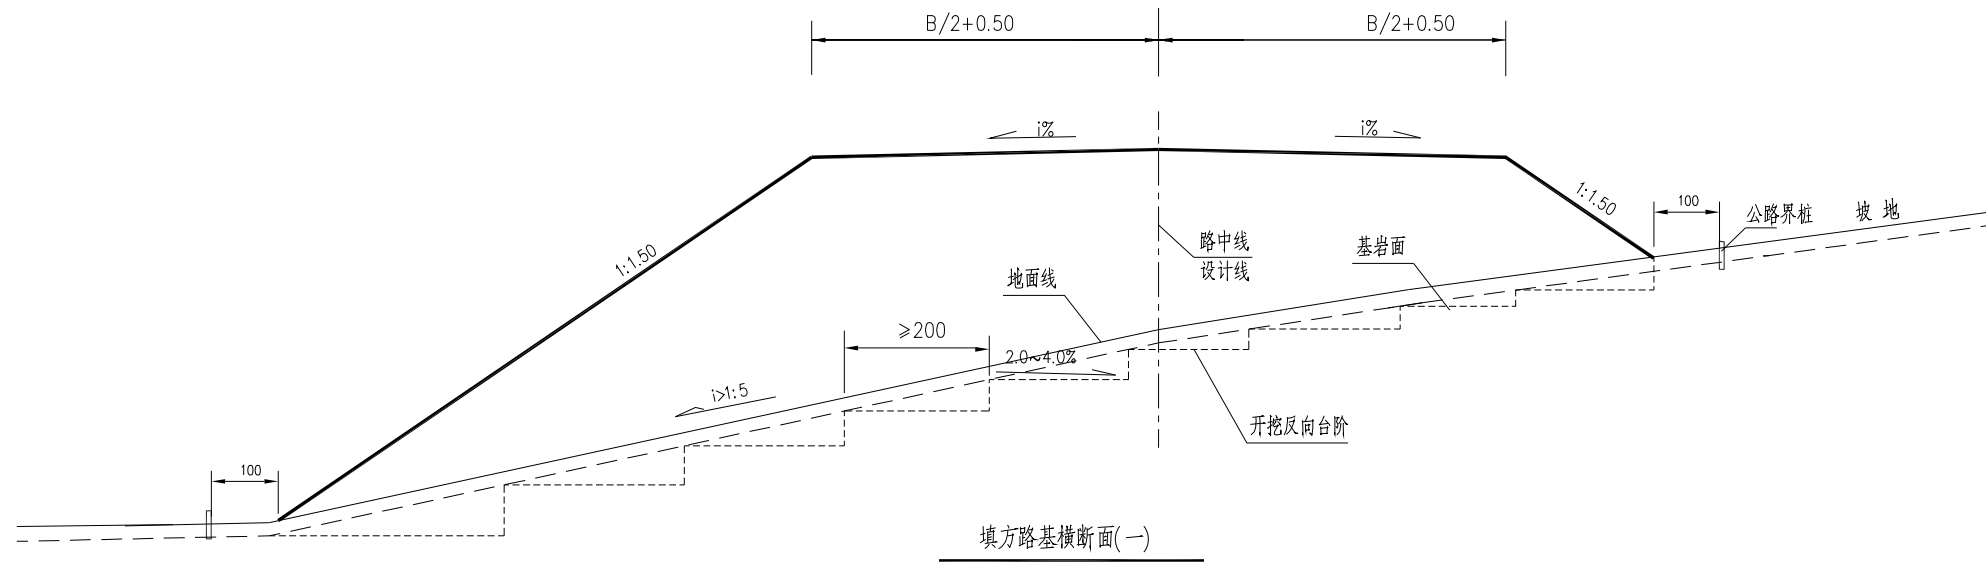 B/2+0.50
B/2+0.50
i%
i%
1:1.50
100
公路界桩
坡 地
1:1.50
路中线
设计线
基岩面
地面线
≥200
2.0~4.0%
i>1:5
开挖反向台阶
100
填方路基横断面(一)